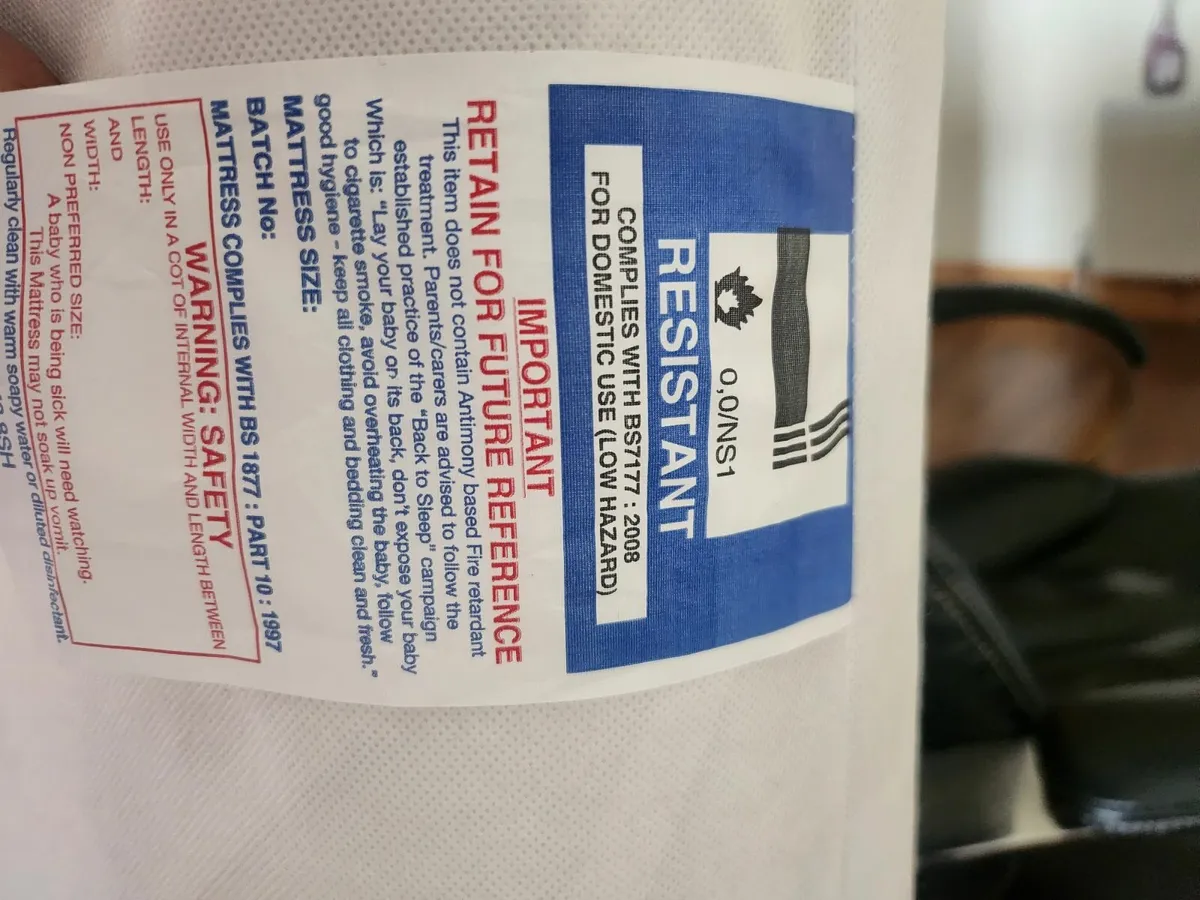 0,0/NS1
RESISTANT
COMPLIES WITH BS7177 : 2008
FOR DOMESTIC USE (LOW HAZARD)
IMPORTANT
RETAIN FOR FUTURE REFERENCE
This item does not contain Antimony based Fire retardant
treatment. Parents/carers are advised to follow the
established practice of the "Back to Sleep" campaign
Which is: "Lay your baby on its back, don't expose your baby
to cigarette smoke, avoid overheating the baby, follow
good hygiene - keep all clothing and bedding clean and fresh."
MATTRESS SIZE:
BATCH No:
MATTRESS COMPLIES WITH BS 1877 : PART 10 : 1997
WARNING: SAFETY
USE ONLY IN A COT OF INTERNAL WIDTH AND LENGTH BETWEEN
LENGTH:
AND
WIDTH:
NON PREFERRED SIZE:
A baby who is being sick will need watching.
This Mattress may not soak up vomit.
Regularly clean with warm soapy water or diluted disinfectant.